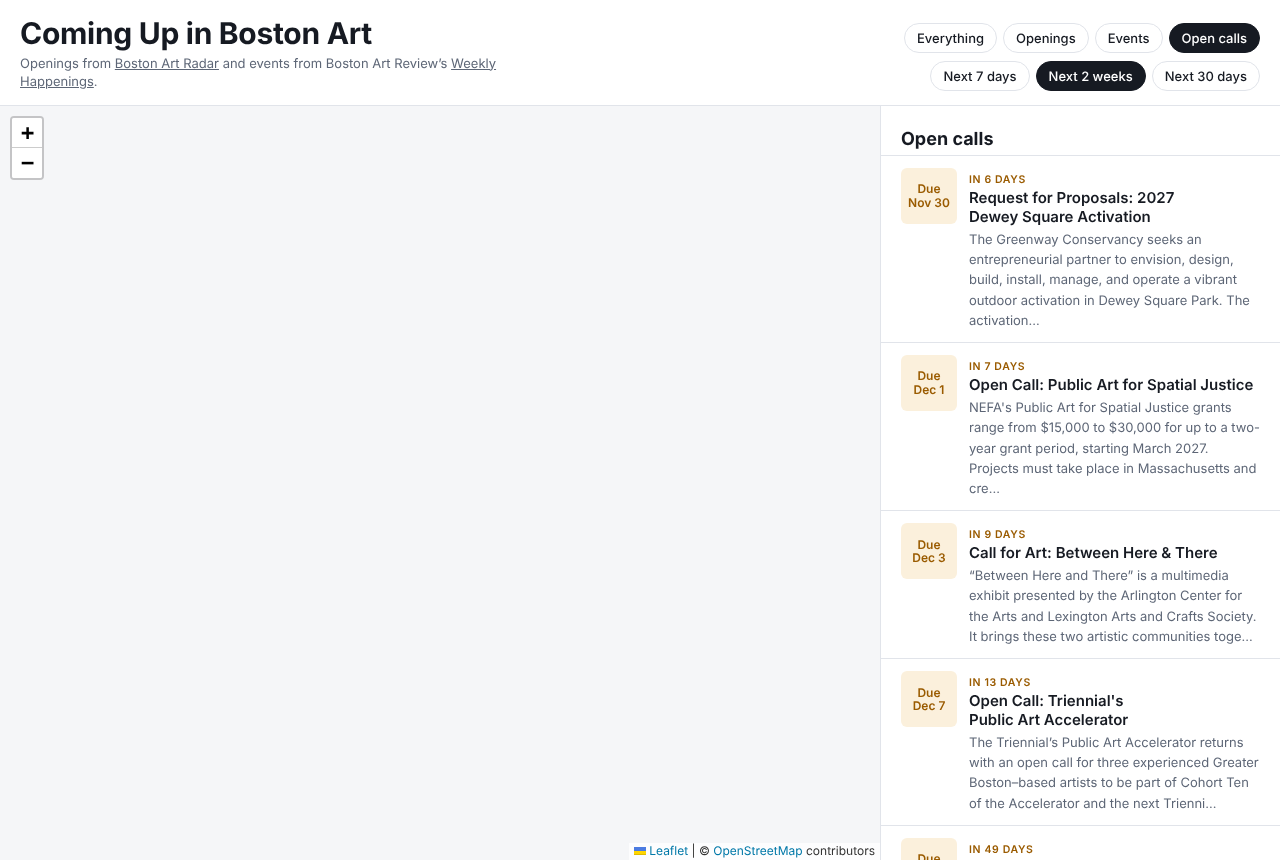 Coming Up in Boston Art
Openings from Boston Art Radar and events from Boston Art Review’s Weekly
Happenings.
Everything
Openings
Events
Open calls
Next 7 days
Next 2 weeks
Next 30 days
+
−
Open calls
Due
Nov 30
IN 6 DAYS
Request for Proposals: 2027
Dewey Square Activation
The Greenway Conservancy seeks an
entrepreneurial partner to envision, design,
build, install, manage, and operate a vibrant
outdoor activation in Dewey Square Park. The
activation…
Due
Dec 1
IN 7 DAYS
Open Call: Public Art for Spatial Justice
NEFA's Public Art for Spatial Justice grants
range from $15,000 to $30,000 for up to a two-
year grant period, starting March 2027.
Projects must take place in Massachusetts and
cre…
Due
Dec 3
IN 9 DAYS
Call for Art: Between Here & There
“Between Here and There” is a multimedia
exhibit presented by the Arlington Center for
the Arts and Lexington Arts and Crafts Society.
It brings these two artistic communities toge…
Due
Dec 7
IN 13 DAYS
Open Call: Triennial's
Public Art Accelerator
The Triennial’s Public Art Accelerator returns
with an open call for three experienced Greater
Boston–based artists to be part of Cohort Ten
of the Accelerator and the next Trienni…
Due
IN 49 DAYS
Leaflet | © OpenStreetMap contributors